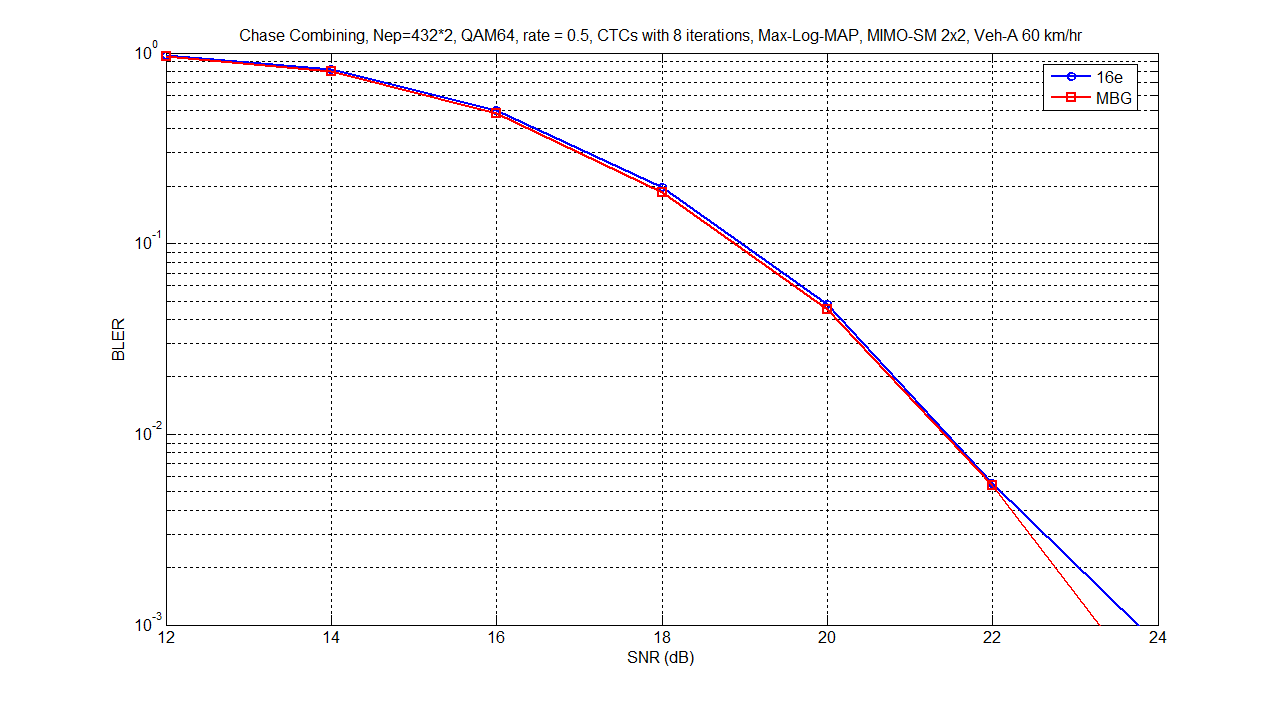 Chase Combining, Nep=432*2, QAM64, rate = 0.5, CTCs with 8 iterations, Max-Log-MAP, MIMO-SM 2x2, Veh-A 60 km/hr
16e
MBG
10^0
10^-1
10^-2
10^-3
BLER
12 14 16 18 20 22 24
SNR (dB)